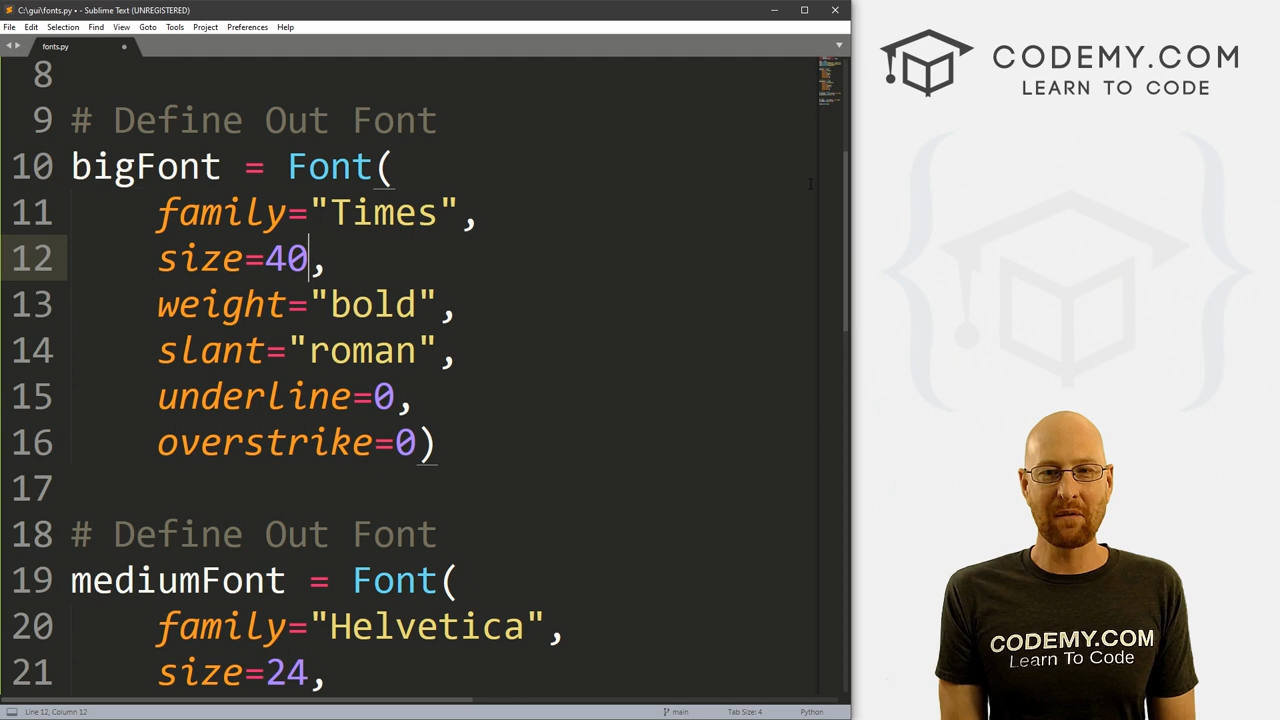 C:\gui\fonts.py • - Sublime Text (UNREGISTERED)
File Edit Selection Find View Goto Tools Project Preferences Help
fonts.py
8
9 # Define Out Font
10 bigFont = Font(
11 family="Times",
12 size=40,
13 weight="bold",
14 slant="roman",
15 underline=0,
16 overstrike=0)
17
18 # Define Out Font
19 mediumFont = Font(
20 family="Helvetica",
21 size=24,
Line 12, Column 12
main
Tab Size: 4
Python
CODEMY.COM
LEARN TO CODE
CODEMY.COM
Learn To Code